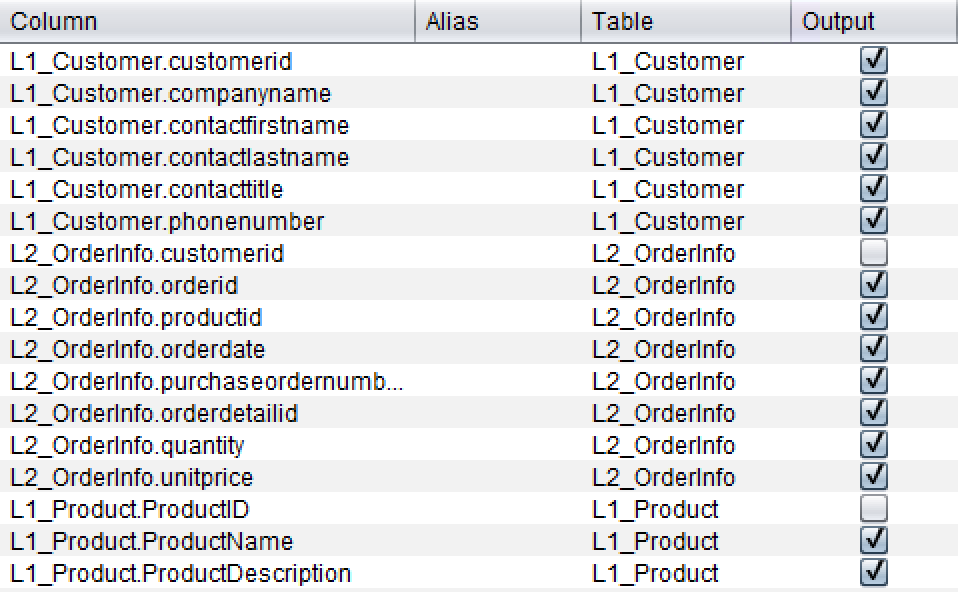 Column Alias Table Output
L1_Customer.customerid L1_Customer
L1_Customer.companyname L1_Customer
L1_Customer.contactfirstname L1_Customer
L1_Customer.contactlastname L1_Customer
L1_Customer.contacttitle L1_Customer
L1_Customer.phonenumber L1_Customer
L2_OrderInfo.customerid L2_OrderInfo
L2_OrderInfo.orderid L2_OrderInfo
L2_OrderInfo.productid L2_OrderInfo
L2_OrderInfo.orderdate L2_OrderInfo
L2_OrderInfo.purchaseordernumb... L2_OrderInfo
L2_OrderInfo.orderdetailid L2_OrderInfo
L2_OrderInfo.quantity L2_OrderInfo
L2_OrderInfo.unitprice L2_OrderInfo
L1_Product.ProductID L1_Product
L1_Product.ProductName L1_Product
L1_Product.ProductDescription L1_Product